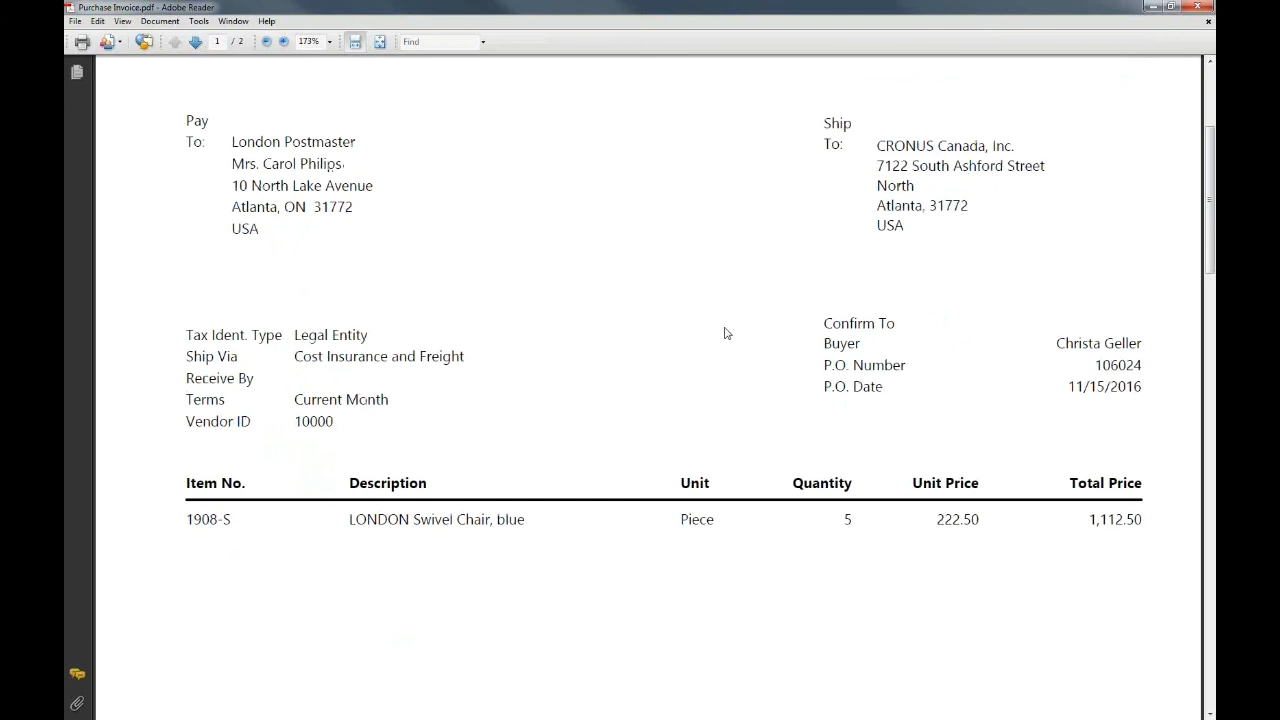 Purchase Invoice.pdf - Adobe Reader
File Edit View Document Tools Window Help
1 / 2 173% Find
Pay
To: London Postmaster
Mrs. Carol Philips
10 North Lake Avenue
Atlanta, ON 31772
USA
Ship
To: CRONUS Canada, Inc.
7122 South Ashford Street
North
Atlanta, 31772
USA
Tax Ident. Type Legal Entity
Ship Via Cost Insurance and Freight
Receive By
Terms Current Month
Vendor ID 10000
Confirm To
Buyer Christa Geller
P.O. Number 106024
P.O. Date 11/15/2016
Item No. Description Unit Quantity Unit Price Total Price
1908-S LONDON Swivel Chair, blue Piece 5 222.50 1,112.50